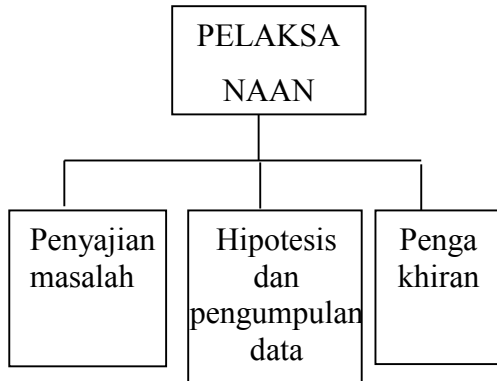 PELAKSA
NAAN
Penyajian
masalah
Hipotesis
dan
pengumpulan
data
Penga
khiran